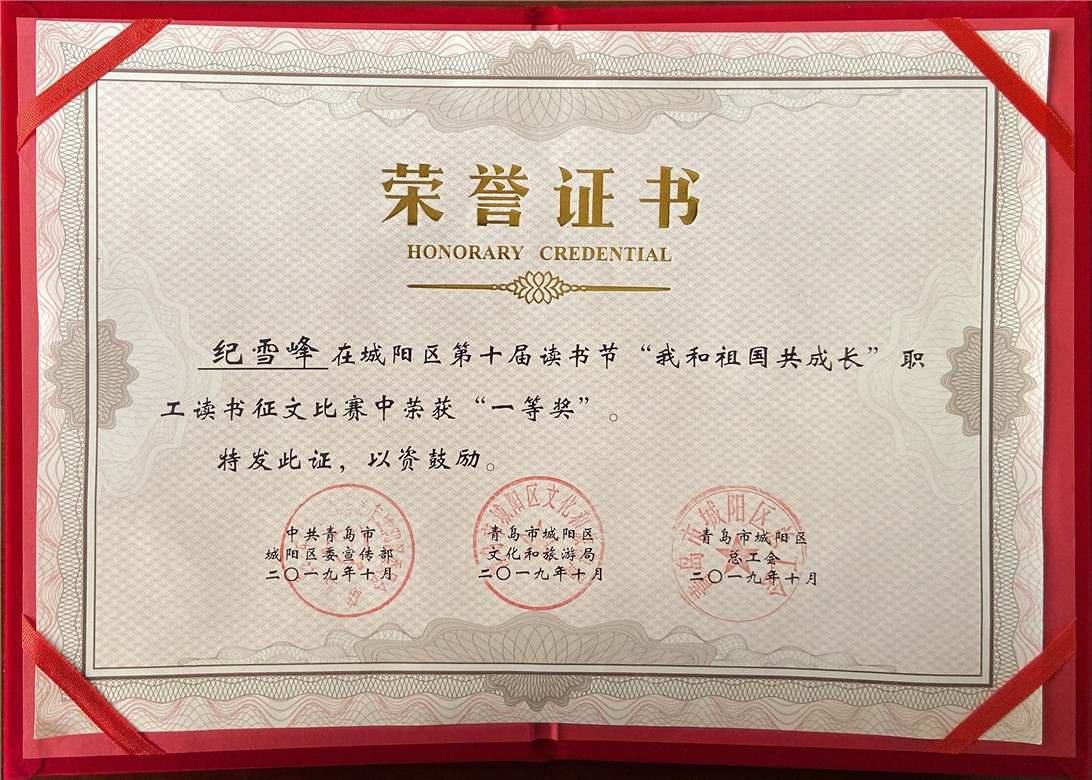 荣誉证书
HONORARY CREDENTIAL
纪雪峰在城阳区第十届读书节“我和祖国共成长”职
工读书征文比赛中荣获“一等奖”。
特发此证，以资鼓励。
中共青岛市
城阳区委宣传部
二〇一九年十月
青岛市城阳区
文化和旅游局
二〇一九年十月
青岛市城阳区
总工会
二〇一九年十月